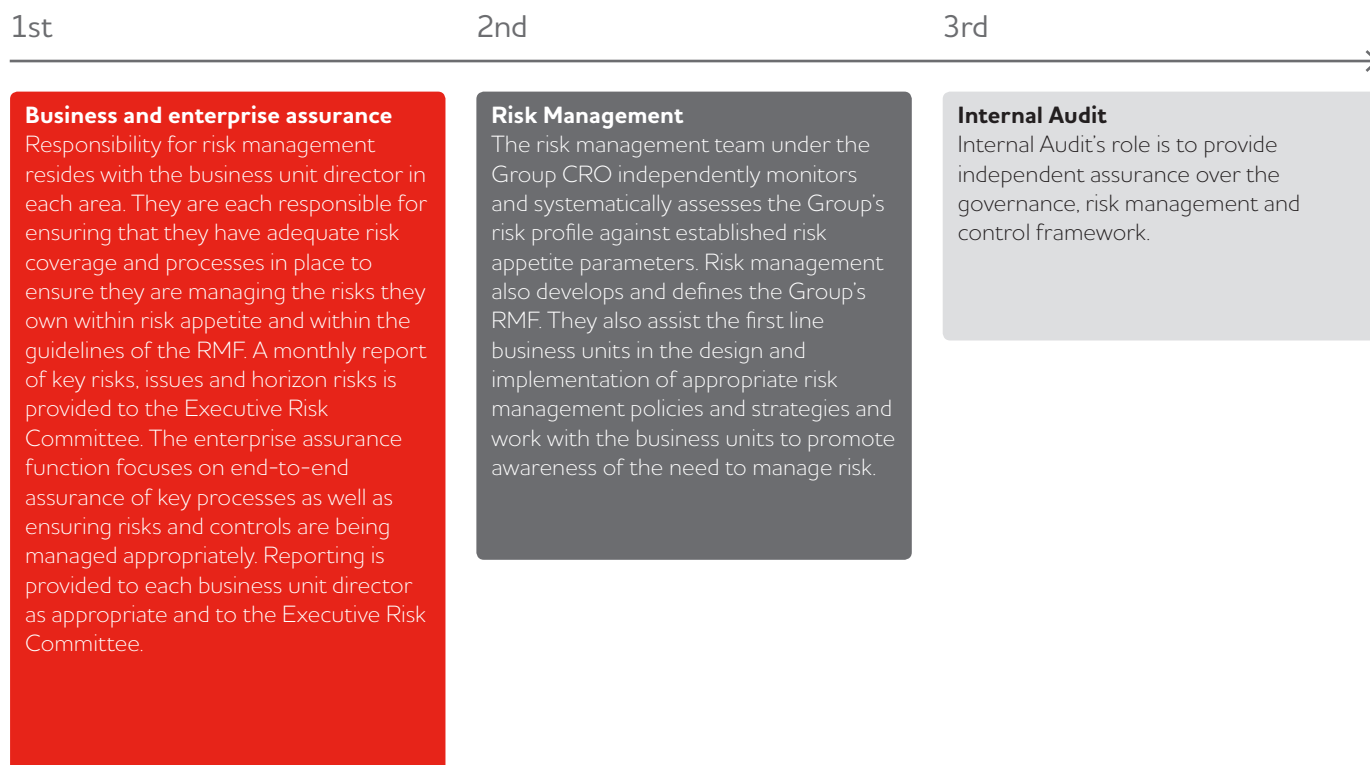 1st
2nd
3rd
Business and enterprise assurance
Responsibility for risk management
resides with the business unit director in
each area. They are each responsible for
ensuring that they have adequate risk
coverage and processes in place to
ensure they are managing the risks they
own within risk appetite and within the
guidelines of the RMF. A monthly report
of key risks, issues and horizon risks is
provided to the Executive Risk
Committee. The enterprise assurance
function focuses on end-to-end
assurance of key processes as well as
ensuring risks and controls are being
managed appropriately. Reporting is
provided to each business unit director
as appropriate and to the Executive Risk
Committee.
Risk Management
The risk management team under the
Group CRO independently monitors
and systematically assesses the Group's
risk profile against established risk
appetite parameters. Risk management
also develops and defines the Group's
RMF. They also assist the first line
business units in the design and
implementation of appropriate risk
management policies and strategies and
work with the business units to promote
awareness of the need to manage risk.
Internal Audit
Internal Audit's role is to provide
independent assurance over the
governance, risk management and
control framework.